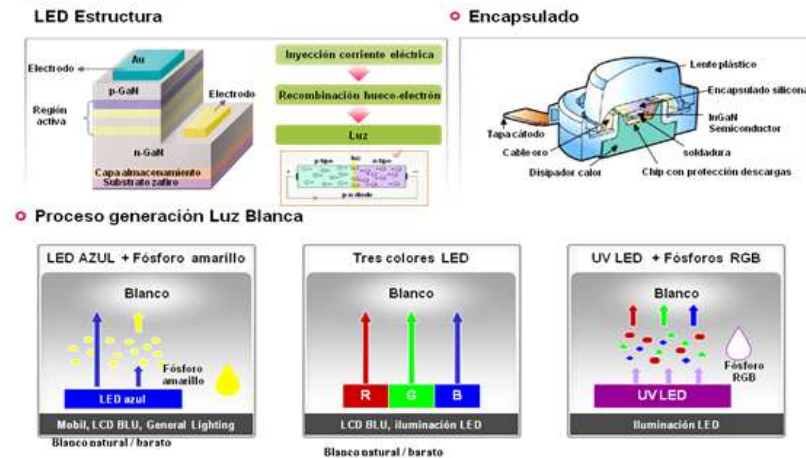 LED Estructura
Au
Electrodo
p-GaN
Electrodo
Región
activa
n-GaN
Capa almacenamiento
Substrato zafiro
Inyección corriente eléctrica
Recombinación hueco-electrón
Luz
p-tipo
luz
n-tipo
p-n diodo
Encapsulado
Lente plástico
Encapsulado silicona
InGaN
Semiconductor
Tapa cátodo
Cable oro
soldadura
Disipador calor
Chip con protección descargas
Proceso generación Luz Blanca
LED AZUL + Fósforo amarillo
Blanco
Fósforo
amarillo
LED azul
Mobil, LCD BLU, General Lighting
Blanco natural / barato
Tres colores LED
Blanco
R G B
LCD BLU, iluminación LED
Blanco natural / barato
UV LED + Fósforos RGB
Blanco
Fósforo
RGB
UV LED
Iluminación LED